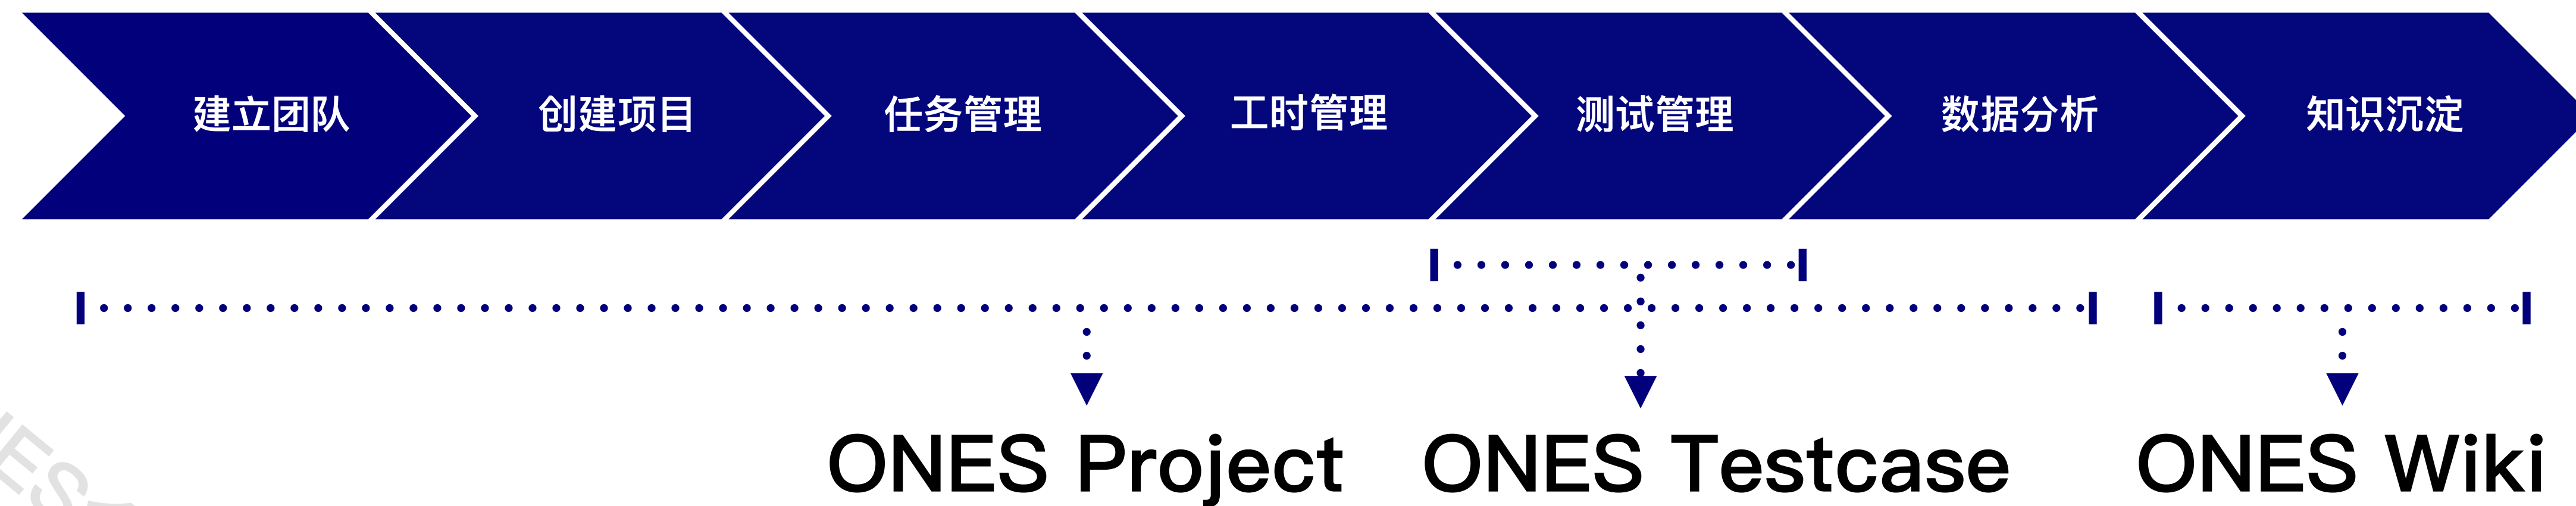 建立团队 创建项目 任务管理 工时管理 测试管理 数据分析 知识沉淀
ONES Project ONES Testcase ONES Wiki